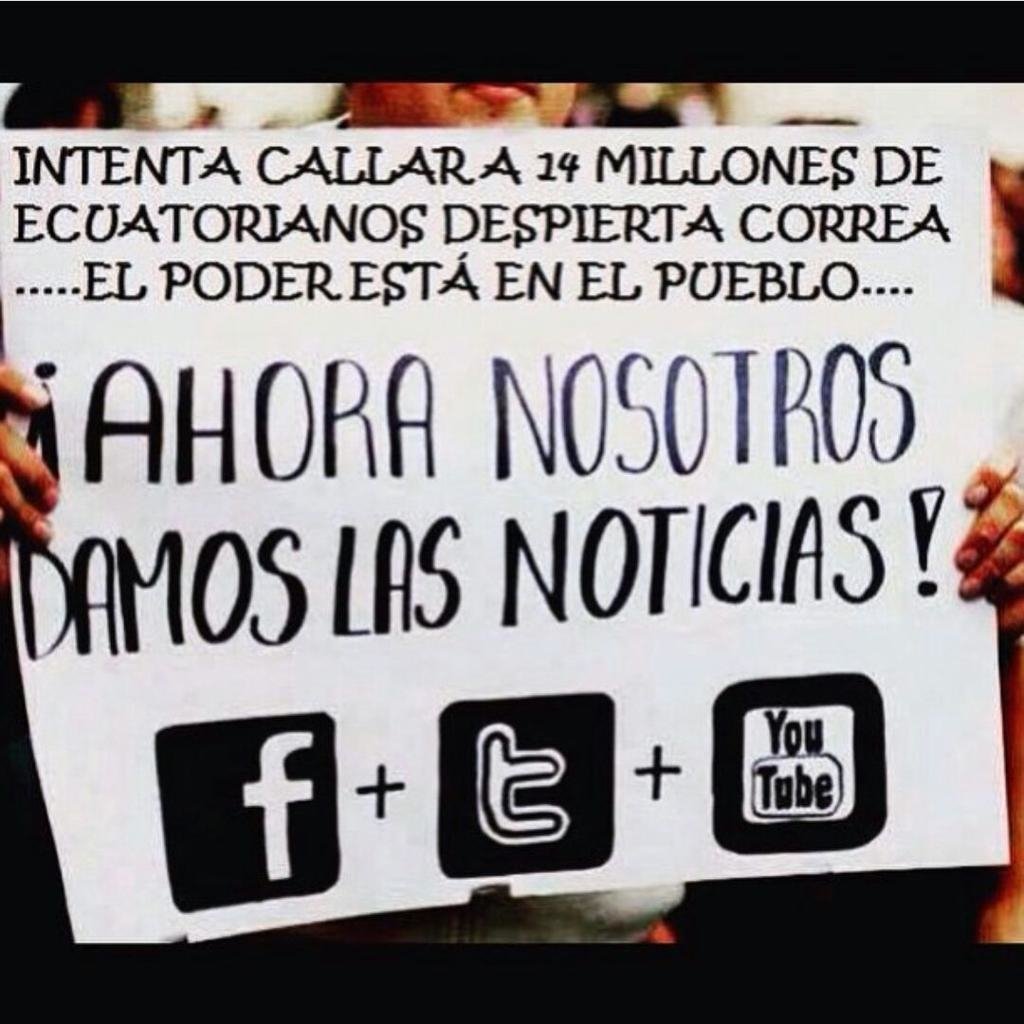 INTENTA CALLAR A 14 MILLONES DE
ECUATORIANOS DESPIERTA CORREA
.....EL PODER ESTÁ EN EL PUEBLO....
¡AHORA NOSOTROS
DAMOS LAS NOTICIAS!
f + t + You
Tube